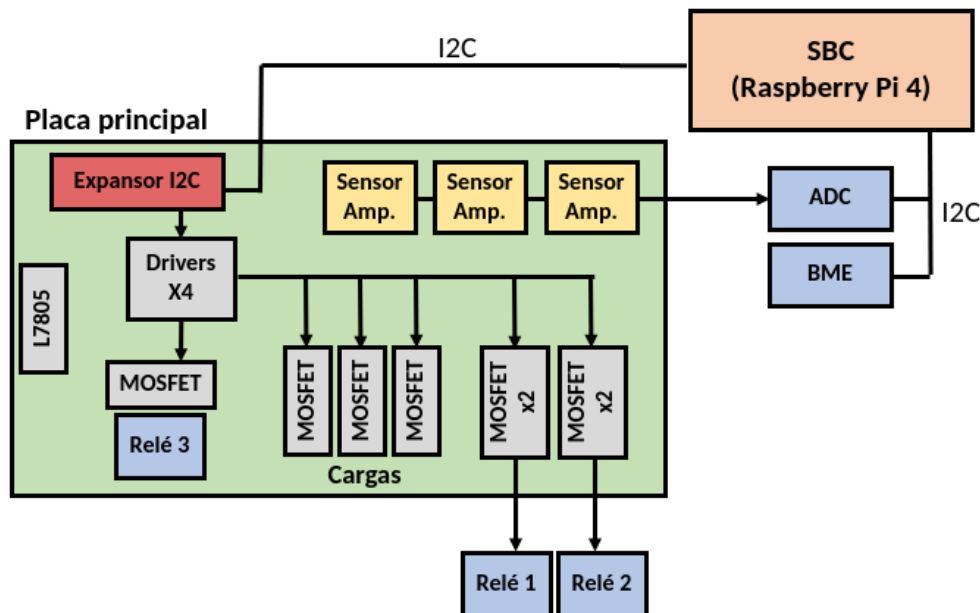 I2C
SBC
(Raspberry Pi 4)
Placa principal
Expansor I2C
Sensor
Amp.
Sensor
Amp.
Sensor
Amp.
ADC
I2C
BME
Drivers
X4
L7805
MOSFET
Relé 3
MOSFET
MOSFET
MOSFET
MOSFET
x2
MOSFET
x2
Cargas
Relé 1
Relé 2